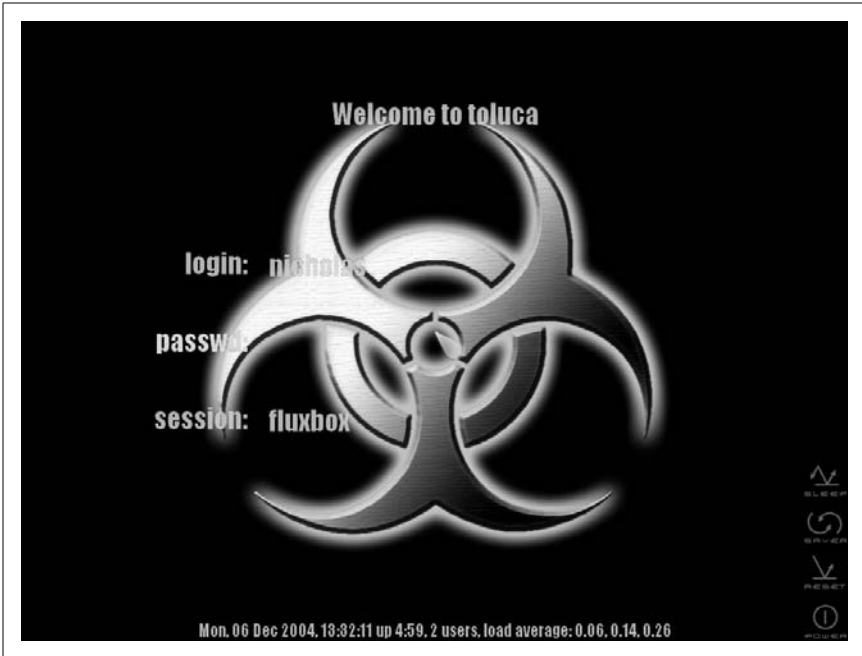 Welcome to toluca
login: nicholas
passwd:
session: fluxbox
SLEEP
SAVER
RESET
POWER
Mon, 06 Dec 2004, 13:32:11 up 4:59, 2 users, load average: 0.06, 0.14, 0.26